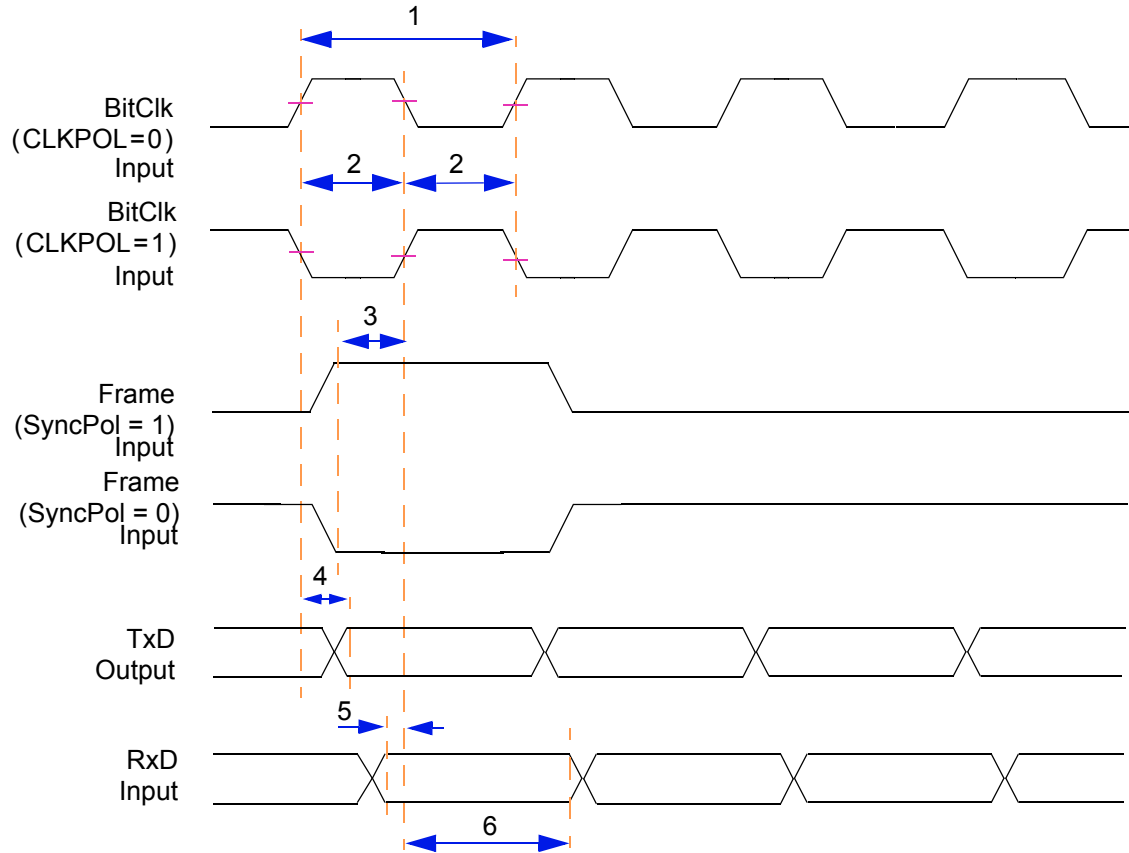 1
BitClk
(CLKPOL=0)
Input
2
2
BitClk
(CLKPOL=1)
Input
3
Frame
(SyncPol = 1)
Input
Frame
(SyncPol = 0)
Input
4
TxD
Output
5
RxD
Input
6